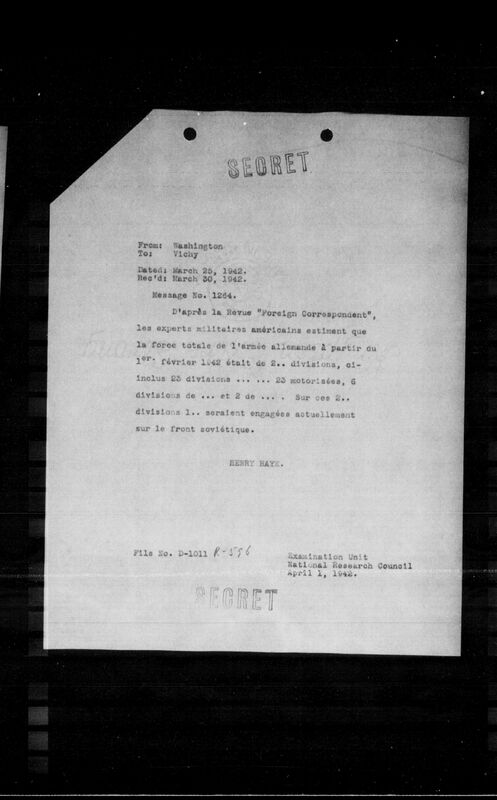 SECRET
From: Washington
To: Vichy
Dated: March 25, 1942.
Rec'd: March 30, 1942.
Message No. 1264.
D'après la Revue "Foreign Correspondent",
les experts militaires américains estiment que
la force totale de l'armée allemande à partir du
1er. février 1942 était de 2.. divisions, ci-
inclus 23 divisions ... ... 23 motorisées, 6
divisions de ... et 2 de ... . Sur ces 2..
divisions 1.. seraient engagées actuellement
sur le front soviétique.
HENRY HAYE.
File No. D-1011 R-596
Examination Unit
National Research Council
April 1, 1942.
SECRET